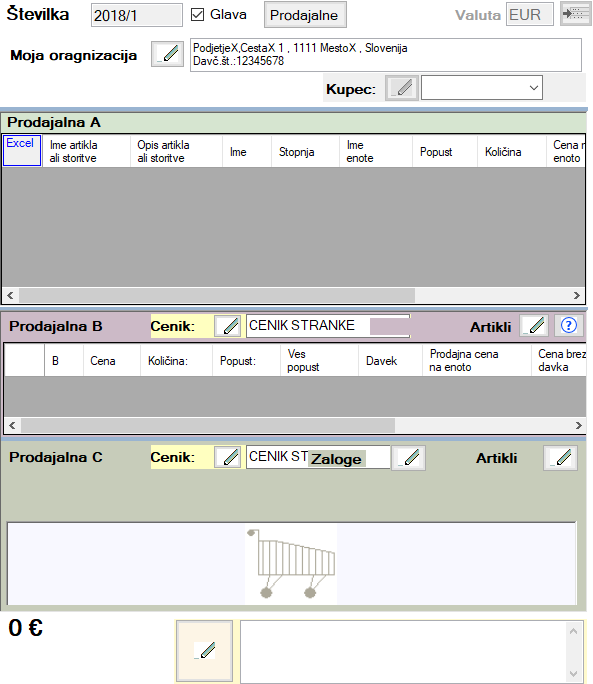 Številka 2018/1 Glava Prodajalne Valuta EUR
Moja oragnizacija PodjetjeX,CestaX 1 , 1111 MestoX , Slovenija
Davč.št.:12345678
Kupec:
Prodajalna A
Excel Ime artikla Opis artikla Ime Stopnja Ime Popust Količina Cena
ali storitve ali storitve enote enoto
Prodajalna B Cenik: CENIK STRANKE Artikli ?
B Cena Količina: Popust: Ves Davek Prodajna cena Cena brez
popust na enoto davka
Prodajalna C Cenik: CENIK ST Zaloge Artikli
0 €